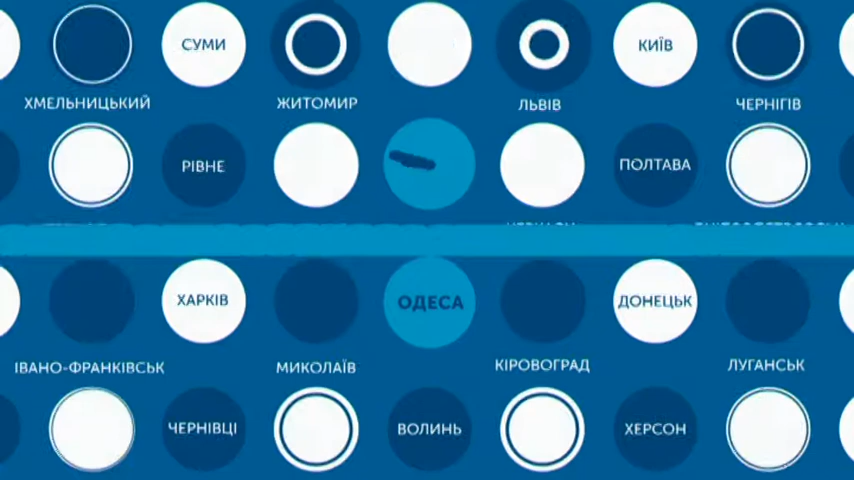 СУМИ
КИЇВ
ХМЕЛЬНИЦЬКИЙ
ЖИТОМИР
ЛЬВІВ
ЧЕРНІГІВ
РІВНЕ
ПОЛТАВА
ХАРКІВ
ОДЕСА
ДОНЕЦЬК
ІВАНО-ФРАНКІВСЬК
МИКОЛАЇВ
КІРОВОГРАД
ЛУГАНСЬК
ЧЕРНІВЦІ
ВОЛИНЬ
ХЕРСОН